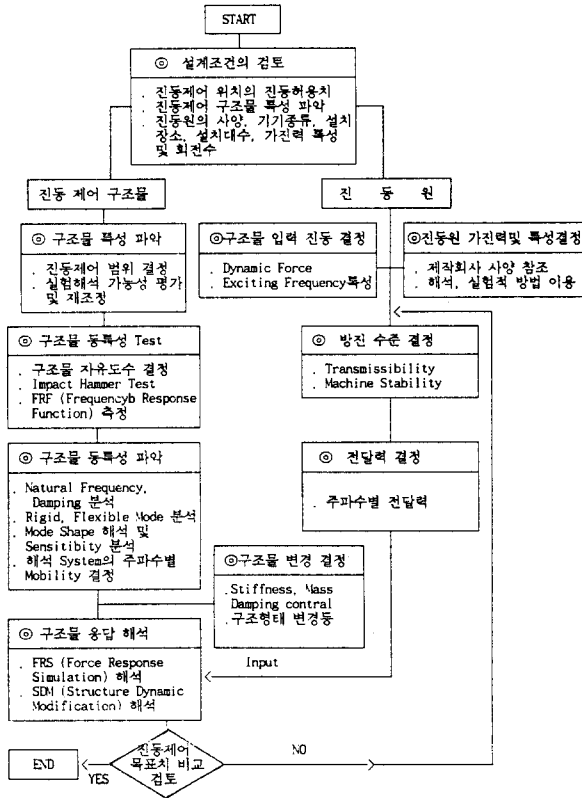 START
◎ 설계조건의 검토
. 진동제어 위치의 진동허용치
. 진동제어 구조물 특성 파악
. 진동원의 사양, 기기종류, 설치
장소, 설치대수, 가진력 특성
및 회전수
진동 제어 구조물
진 동 원
◎ 구조물 특성 파악
. 진동제어 범위 결정
. 실험해석 가능성 평가
및 재조정
◎구조물 입력 진동 결정
. Dynamic Force
. Exciting Frequency특성
◎진동원 가진력및 특성결정
. 제작회사 사양 참조
. 해석, 실험적 방법 이용
◎ 구조물 동특성 Test
. 구조물 자유도수 결정
. Impact Hammer Test
. FRF (Frequencyb Response
Function) 측정
◎ 방진 수준 결정
. Transmissibility
. Machine Stability
◎ 구조물 동특성 파악
. Natural Frequency,
Damping 분석
. Rigid, Flexible Mode 분석
. Mode Shape 해석 및
Sensitibity 분석
. 해석 System의 주파수별
Mobility 결정
◎ 전달력 결정
. 주파수별 전달력
◎구조물 변경 결정
.Stiffness, Mass
Damping contral
.구조형태 변경등
◎ 구조물 응답 해석
. FRS (Force Response
Simulation) 해석
. SDM (Structure Dynamic
Modification) 해석
Input
진동제어
목표치 비교
검토
END
YES
NO